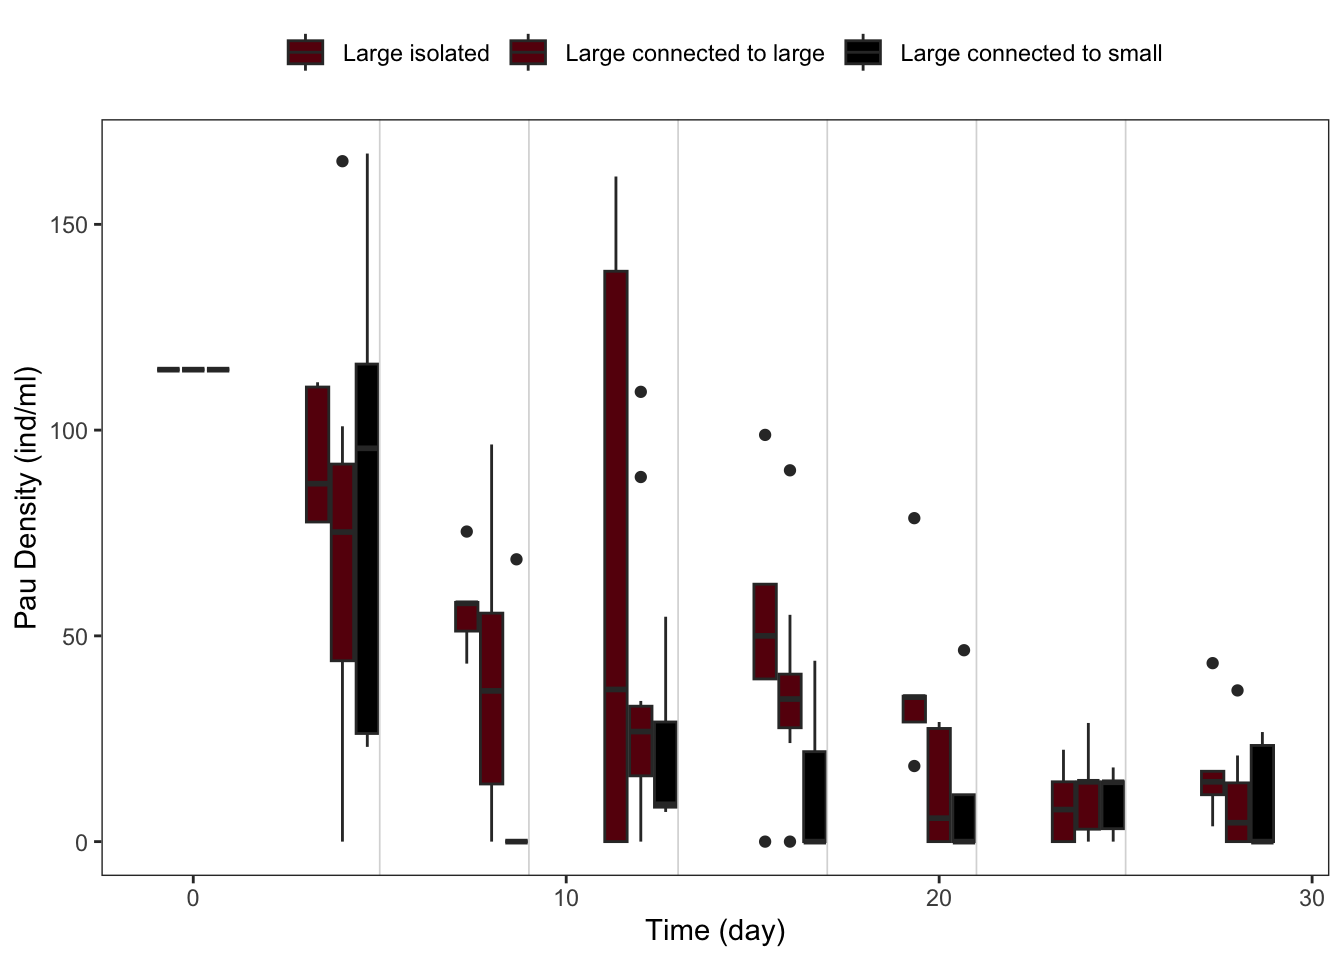 Large isolated Large connected to large Large connected to small
Pau Density (ind/ml)
150
100
50
0
0 10 20 30
Time (day)